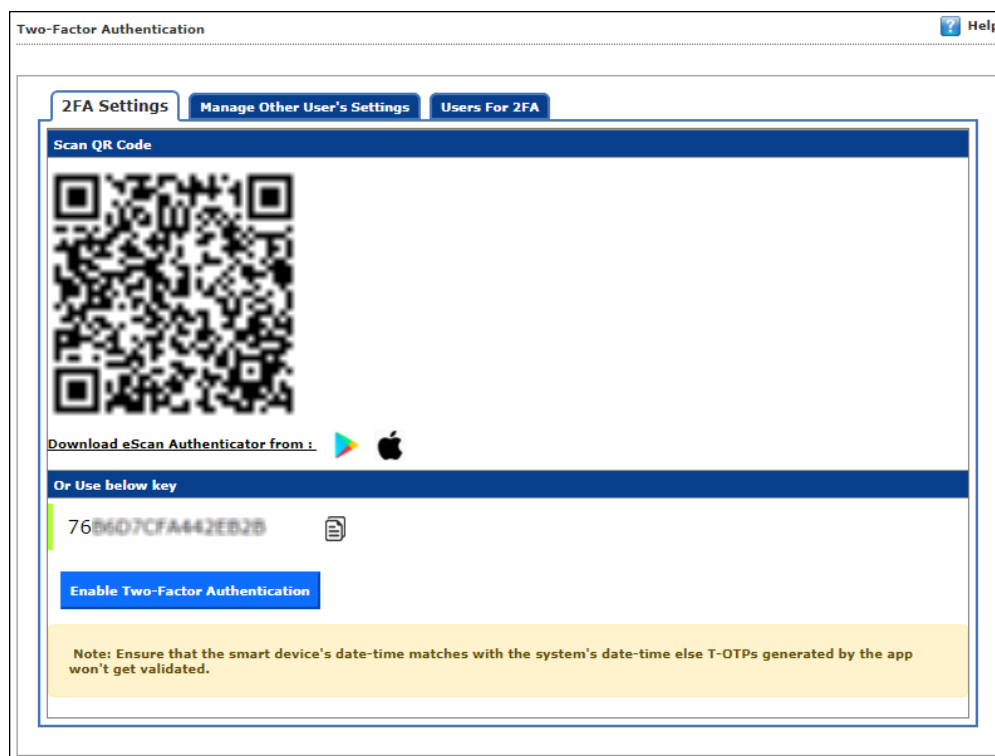 Two-Factor Authentication
Help
2FA Settings
Manage Other User's Settings
Users For 2FA
Scan QR Code
Download eScan Authenticator from :
Or Use below key
Enable Two-Factor Authentication
Note: Ensure that the smart device's date-time matches with the system's date-time else T-OTPs generated by the app
won't get validated.